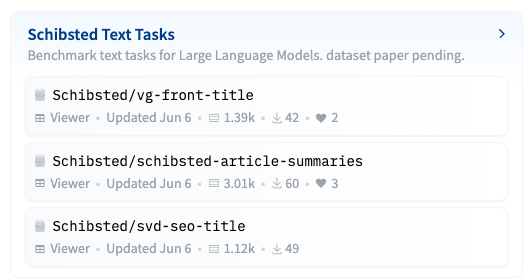 Schibsted Text Tasks
Benchmark text tasks for Large Language Models. dataset paper pending.
Schibsted/vg-front-title
Viewer • Updated Jun 6 • 1.39k • 42 • 2
Schibsted/schibsted-article-summaries
Viewer • Updated Jun 6 • 3.01k • 60 • 3
Schibsted/svd-seo-title
Viewer • Updated Jun 6 • 1.12k • 49